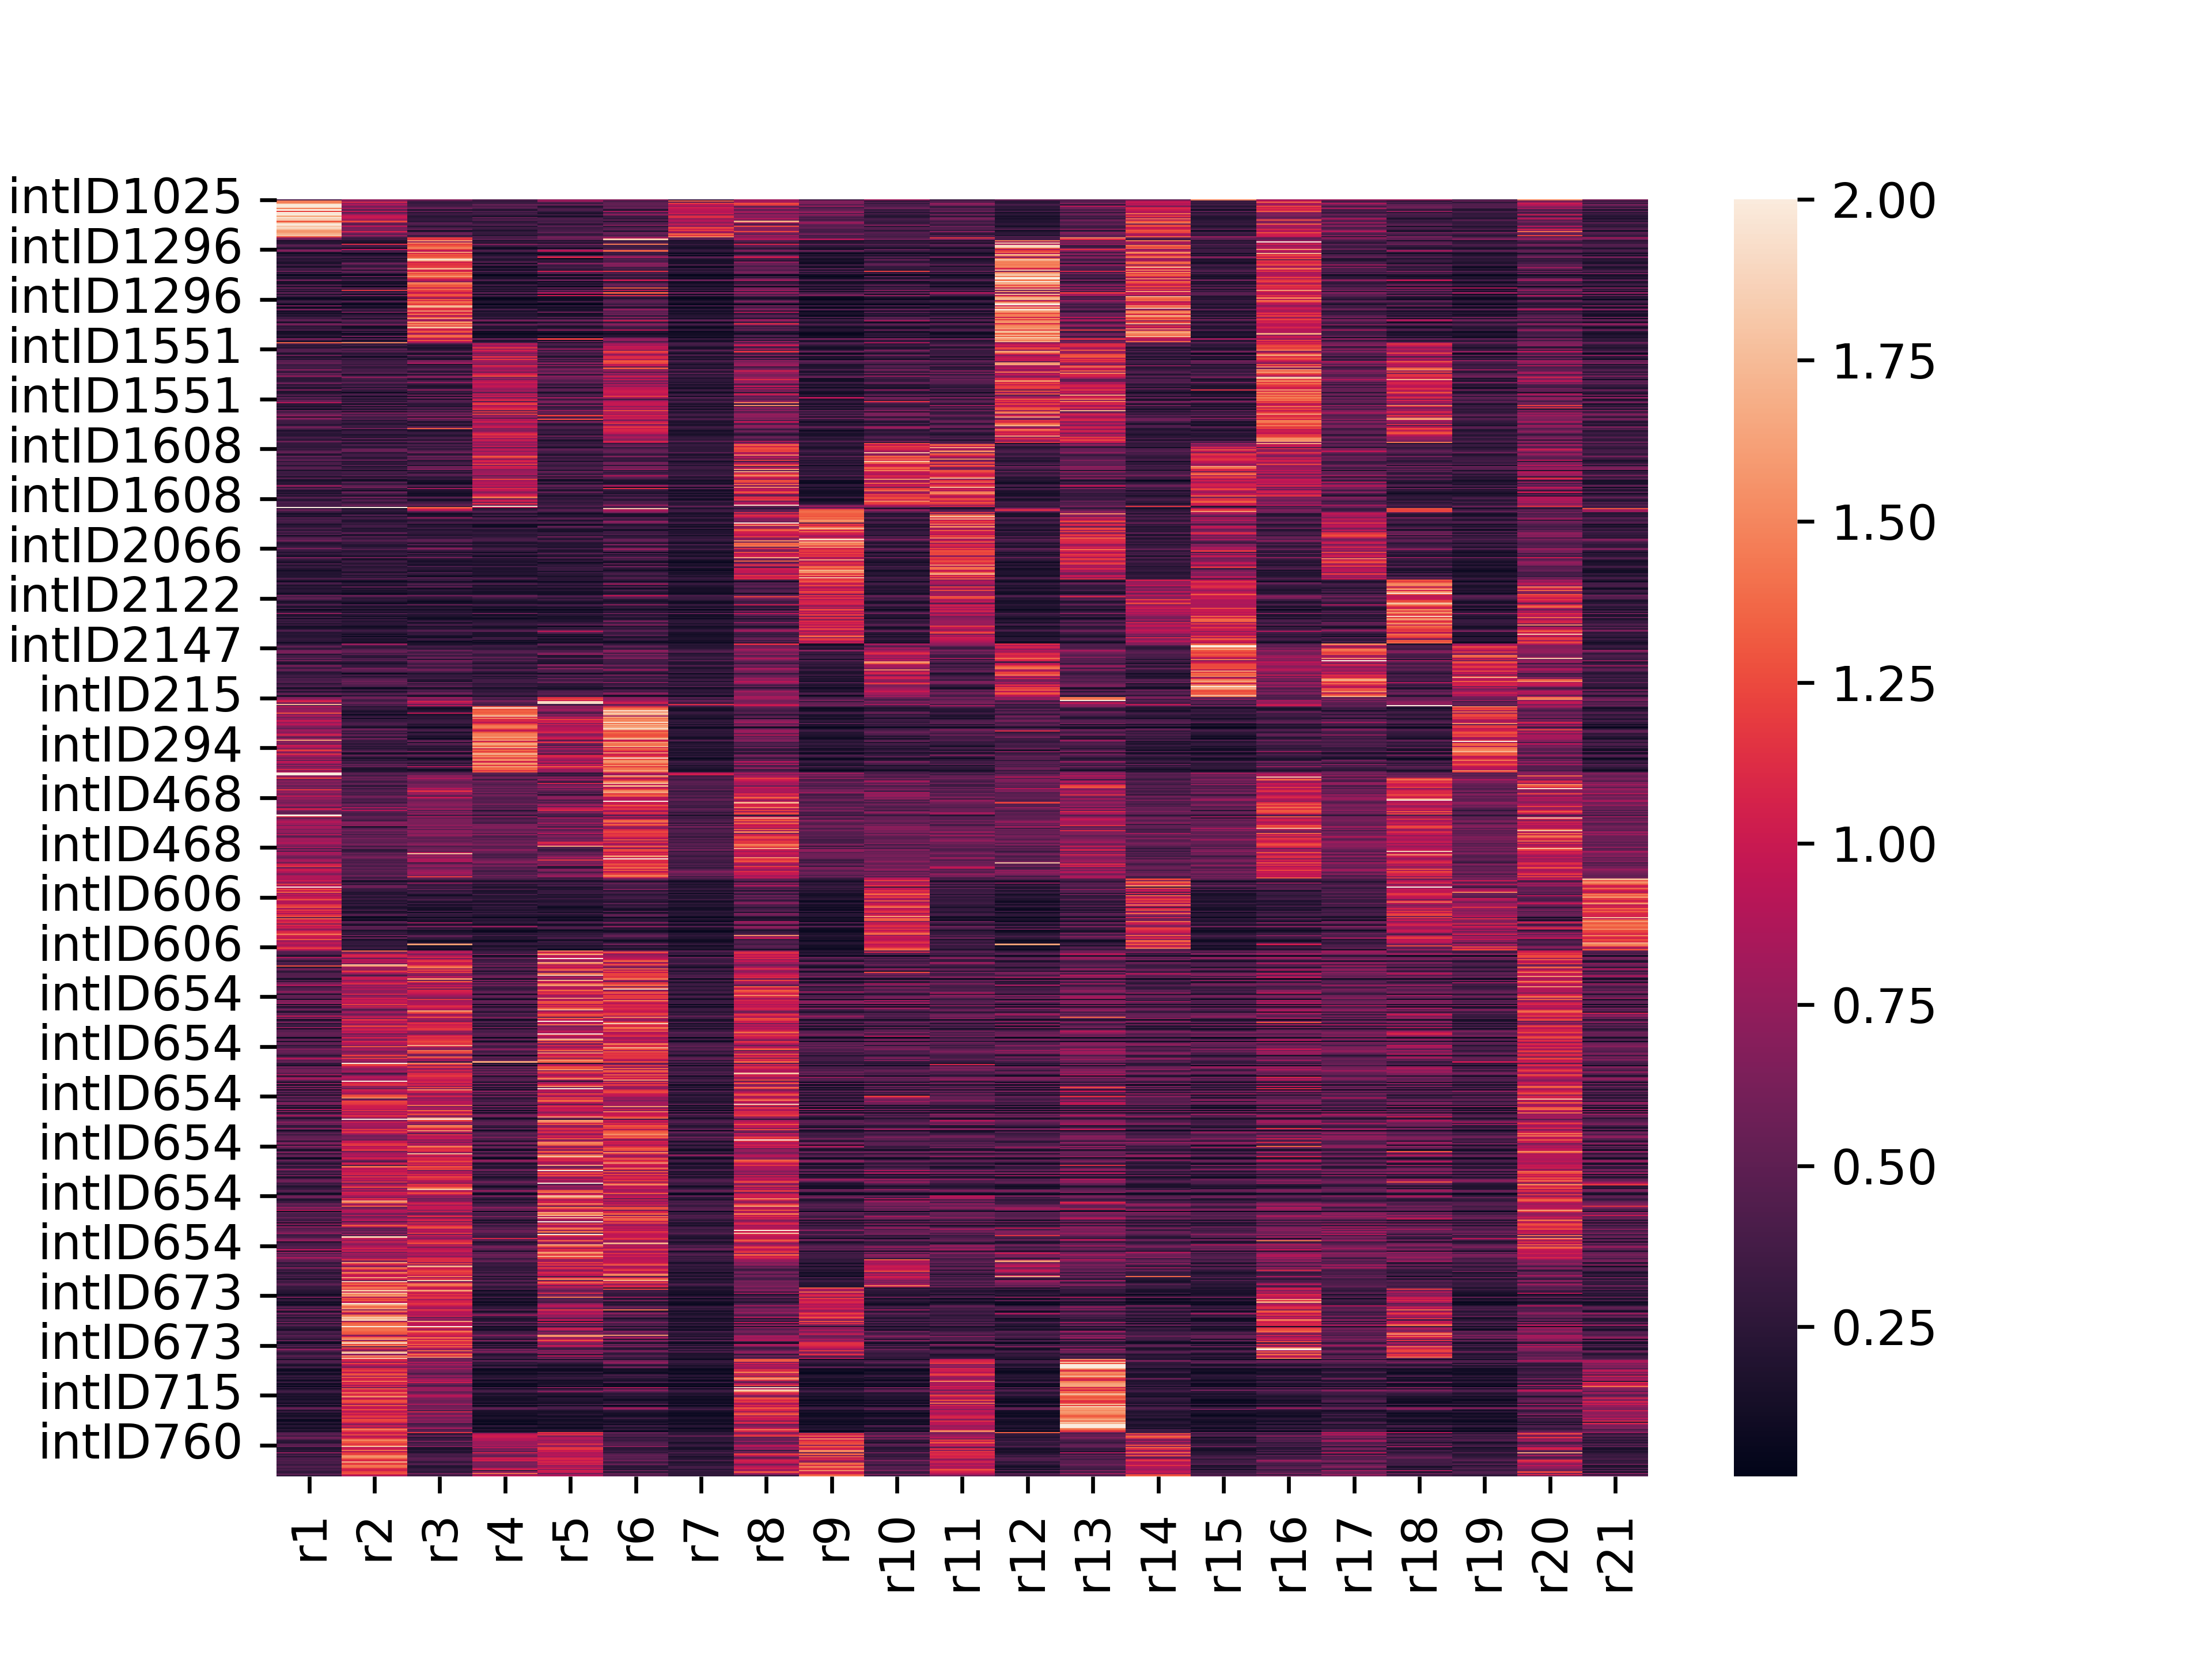 intID1025
intID1296
intID1296
intID1551
intID1551
intID1608
intID1608
intID2066
intID2122
intID2147
intID215
intID294
intID468
intID468
intID606
intID606
intID654
intID654
intID654
intID654
intID654
intID654
intID673
intID673
intID715
intID760
r1 r2 r3 r4 r5 r6 r7 r8 r9 r10 r11 r12 r13 r14 r15 r16 r17 r18 r19 r20 r21
2.00
1.75
1.50
1.25
1.00
0.75
0.50
0.25